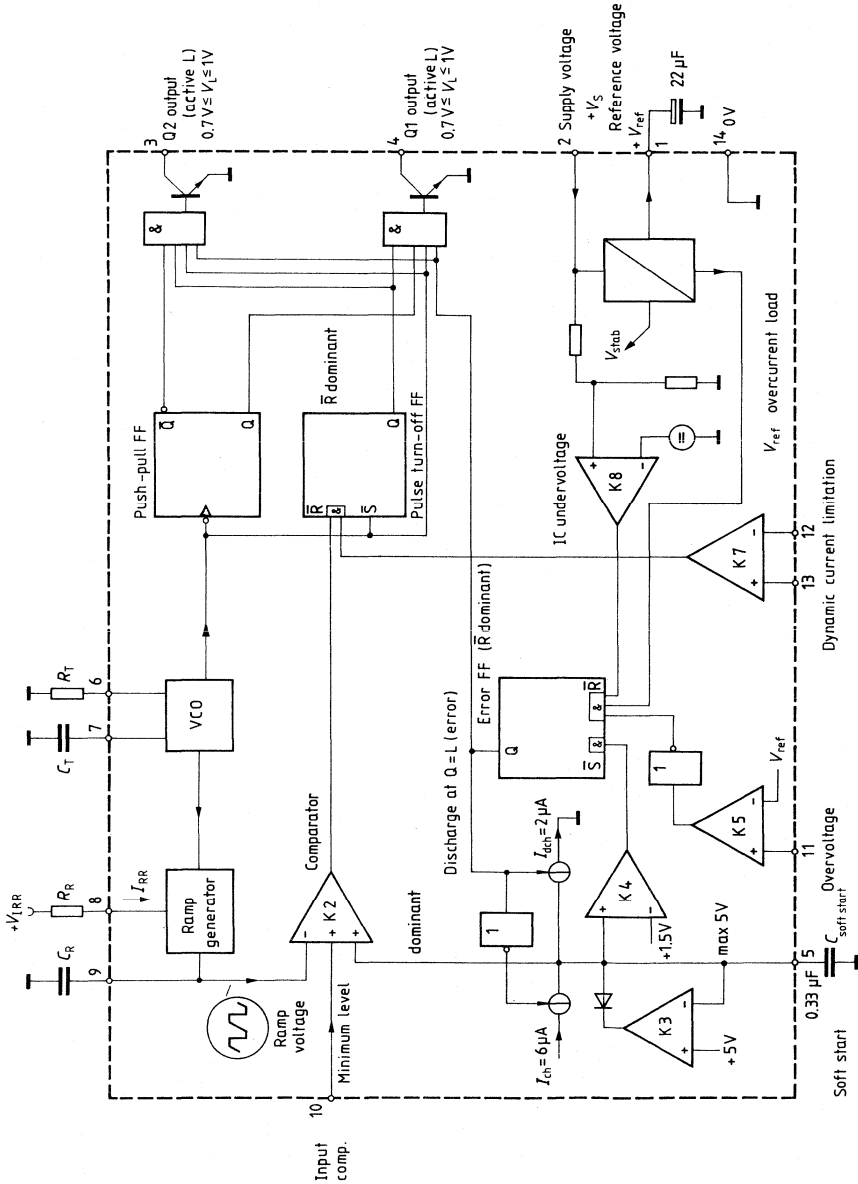 +V_IRR
C_R
R_R
C_T
R_T
9
8
7
6
I_RR
Ramp
generator
VCO
Push-pull FF
Q̅
Q
&
3
Q2 output
(active L)
0.7 V ≤ V_L ≤ 1V
Ramp
voltage
10
Input
comp.
Minimum level
-
+
+
K2
Comparator
dominant
R̅
&
S̅
Q
R̅ dominant
Pulse turn-off FF
&
4
Q1 output
(active L)
0.7 V ≤ V_L ≤ 1V
Discharge at Q = L (error)
1
I_ch = 6 µA
I_dch = 2 µA
Error FF (R̅ dominant)
Q
S̅
&
&
R̅
IC undervoltage
+
-
K8
=
V_stab
2 Supply voltage
+V_S
Reference voltage
+V_ref
1
22 µF
14
0V
K3
+
-
+5V
max 5V
K4
+
-
+1.5V
1
K5
+
-
V_ref
K7
+
-
V_ref overcurrent load
5
0.33 µF
C_soft start
Soft start
11
Overvoltage
13
12
Dynamic current limitation